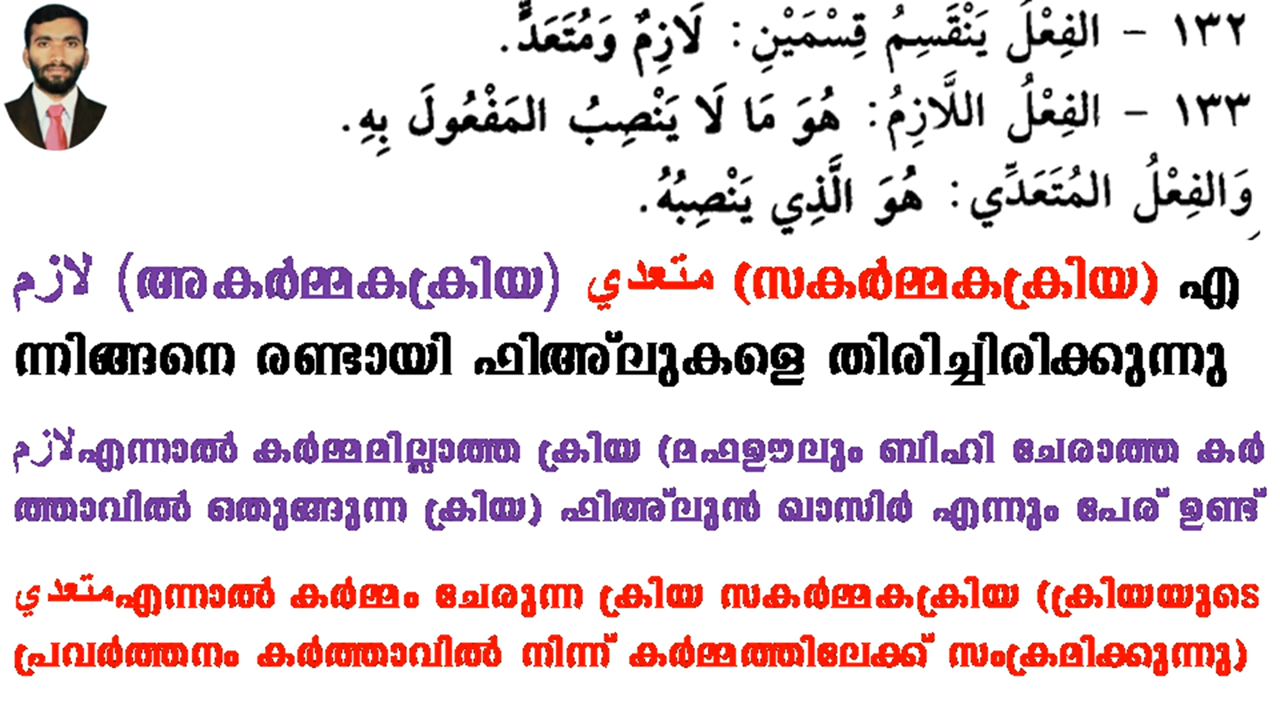 ١٣٢ - الفِعْلُ يَنْقَسِمُ قِسْمَيْنِ: لَازِمٌ وَمُتَعَدٍّ.
١٣٣ - الفِعْلُ اللَّازِمُ: هُوَ مَا لَا يَنْصِبُ المَفْعُولَ بِهِ.
وَالفِعْلُ المُتَعَدِّي: هُوَ الَّذِي يَنْصِبُهُ.
لازم (അകർമ്മകക്രിയ) متعدي (സകർമ്മകക്രിയ) എ
ന്നിങ്ങനെ രണ്ടായി ഫിഅ്ലുകളെ തിരിച്ചിരിക്കുന്നു
لازمഎന്നാൽ കർമ്മമില്ലാത്ത ക്രിയ (മഫഊലും ബിഹി ചേരാത്ത കർ
ത്താവിൽ ഒതുങ്ങുന്ന ക്രിയ) ഫിഅ്ലുൻ ഖാസിർ എന്നും പേര് ഉണ്ട്
متعديഎന്നാൽ കർമ്മം ചേരുന്ന ക്രിയ സകർമ്മകക്രിയ (ക്രിയയുടെ
പ്രവർത്തനം കർത്താവിൽ നിന്ന് കർമ്മത്തിലേക്ക് സംക്രമിക്കുന്നു)